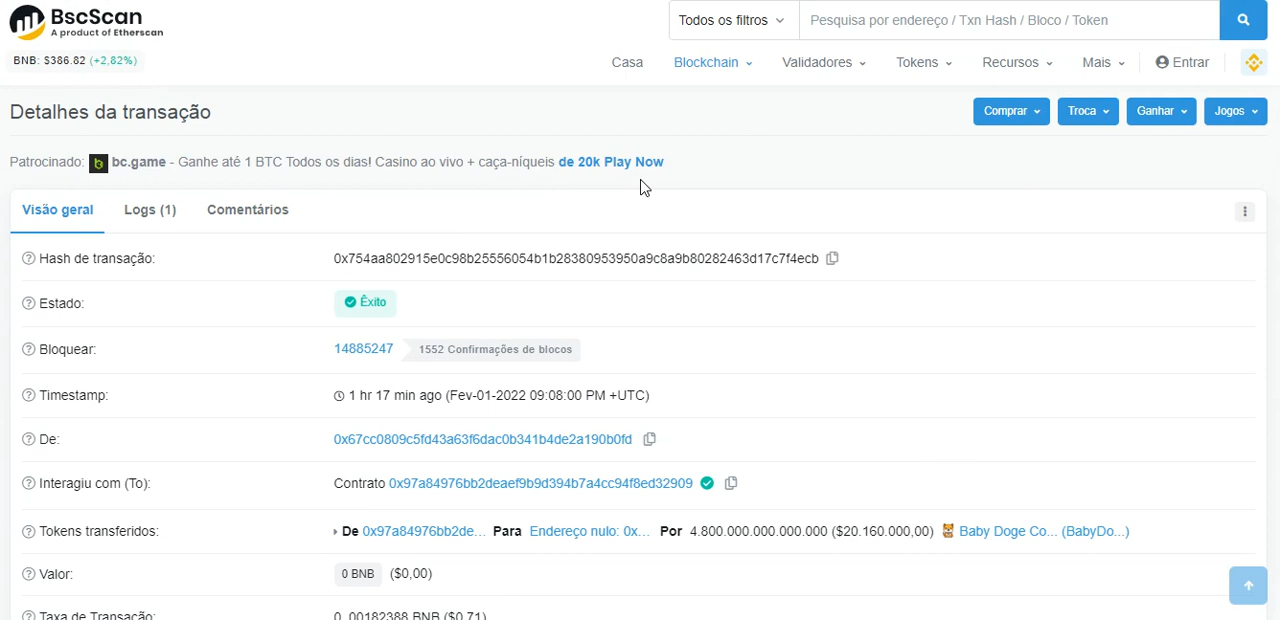 BscScan
A product of Etherscan
Todos os filtros
Pesquisa por endereço / Txn Hash / Bloco / Token
BNB: $386.82 (+2,82%)
Casa Blockchain Validadores Tokens Recursos Mais Entrar
Detalhes da transação
Comprar Troca Ganhar Jogos
Patrocinado: bc.game - Ganhe até 1 BTC Todos os dias! Casino ao vivo + caça-níqueis de 20k Play Now
Visão geral Logs (1) Comentários
Hash de transação: 0x754aa802915e0c98b25556054b1b28380953950a9c8a9b80282463d17c7f4ecb
Estado: Êxito
Bloquear: 14885247 1552 Confirmações de blocos
Timestamp: 1 hr 17 min ago (Fev-01-2022 09:08:00 PM +UTC)
De: 0x67cc0809c5fd43a63f6dac0b341b4de2a190b0fd
Interagiu com (To): Contrato 0x97a84976bb2deaef9b9d394b7a4cc94f8ed32909
Tokens transferidos: De 0x97a84976bb2de... Para Endereço nulo: 0x... Por 4.800.000.000.000.000 ($20.160.000,00) Baby Doge Co... (BabyDo...)
Valor: 0 BNB ($0,00)
Taxa de Transação: 0,00182388 BNB ($0,71)